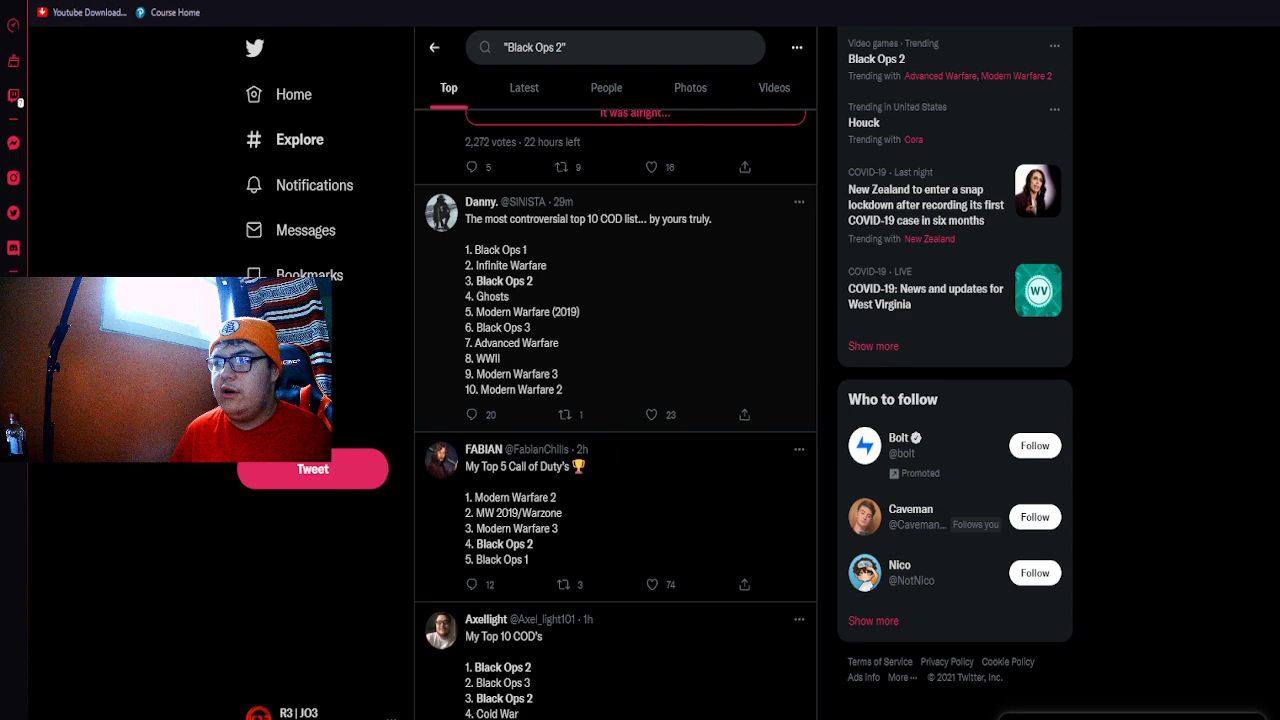 Youtube Download...
Course Home
7
Home
Explore
Notifications
Messages
Bookmarks
Tweet
R3 | JO3
"Black Ops 2"
Top
Latest
People
Photos
Videos
It was alright...
2,272 votes · 22 hours left
5
9
16
Danny. @SINISTA · 29m
The most controversial top 10 COD list... by yours truly.
1. Black Ops 1
2. Infinite Warfare
3. Black Ops 2
4. Ghosts
5. Modern Warfare (2019)
6. Black Ops 3
7. Advanced Warfare
8. WWII
9. Modern Warfare 3
10. Modern Warfare 2
20
1
23
FABIAN @FabianChills · 2h
My Top 5 Call of Duty's
1. Modern Warfare 2
2. MW 2019/Warzone
3. Modern Warfare 3
4. Black Ops 2
5. Black Ops 1
12
3
74
Axellight @Axel_light101 · 1h
My Top 10 COD's
1. Black Ops 2
2. Black Ops 3
3. Black Ops 2
4. Cold War
Video games · Trending
Black Ops 2
Trending with Advanced Warfare, Modern Warfare 2
Trending in United States
Houck
Trending with Cora
COVID-19 · Last night
New Zealand to enter a snap
lockdown after recording its first
COVID-19 case in six months
Trending with New Zealand
COVID-19 · LIVE
COVID-19: News and updates for
West Virginia
WV
Show more
Who to follow
Bolt
@bolt
Promoted
Follow
Caveman
@Caveman... Follows you
Follow
Nico
@NotNico
Follow
Show more
Terms of Service Privacy Policy Cookie Policy
Ads Info More ··· © 2021 Twitter, Inc.